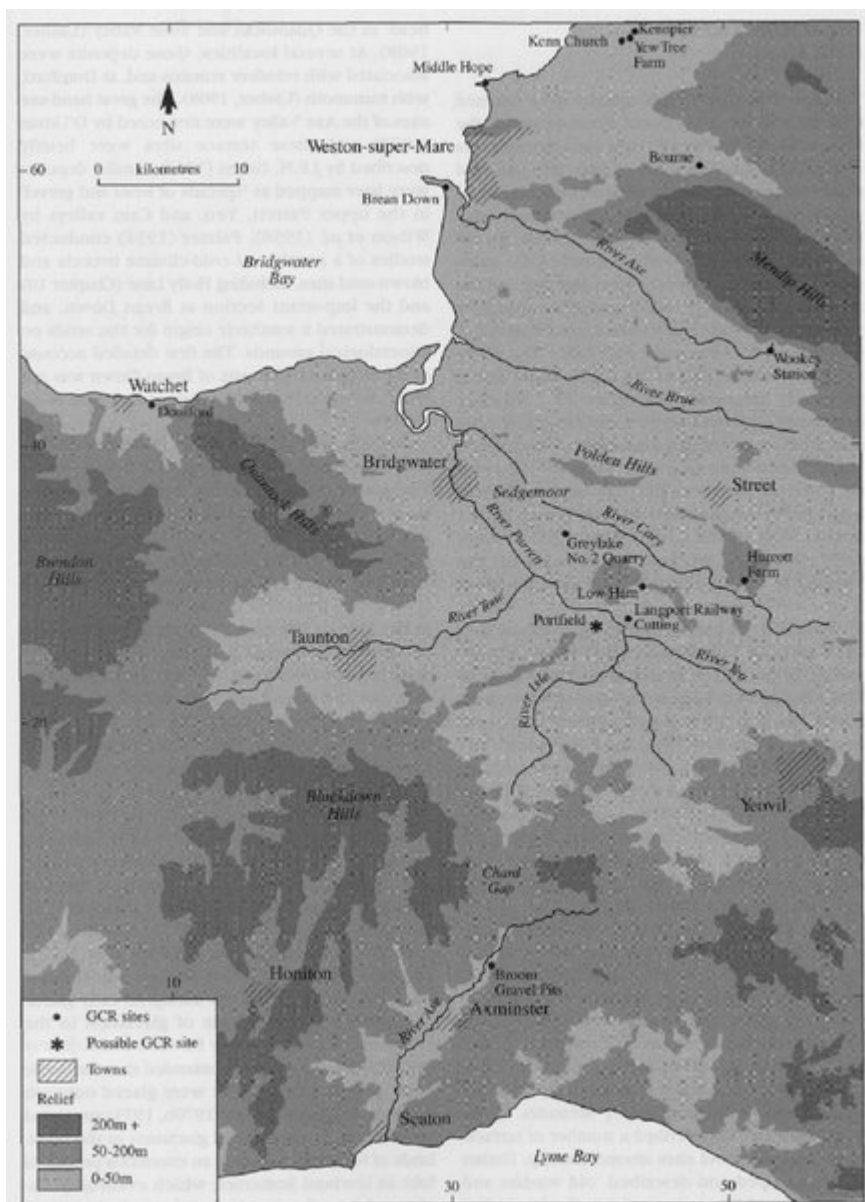 Kenopier
Kenn Church
Yew Tree
Farm
Middle Hope
N
Weston-super-Mare
60
0 kilometres 10
Bourne
Brean Down
River Axe
Bridgwater
Bay
Mendip Hills
Wookey
Station
River Brue
Watchet
Doniford
40
Bridgwater
Polden Hills
Quantock Hills
Sedgemoor
Street
River Cary
River Parrett
Greylake
No. 2 Quarry
Hurcott
Farm
Brendon
Hills
Low Ham
River Tone
Langport Railway
Cutting
Portfield
Taunton
River Yeo
River Isle
20
Yeovil
Blackdown
Hills
Chard
Gap
10
Honiton
Broom
Gravel Pits
River Axe
Axminster
GCR sites
Possible GCR site
Towns
Relief
200m +
50-200m
0-50m
Seaton
Lyme Bay
30
50